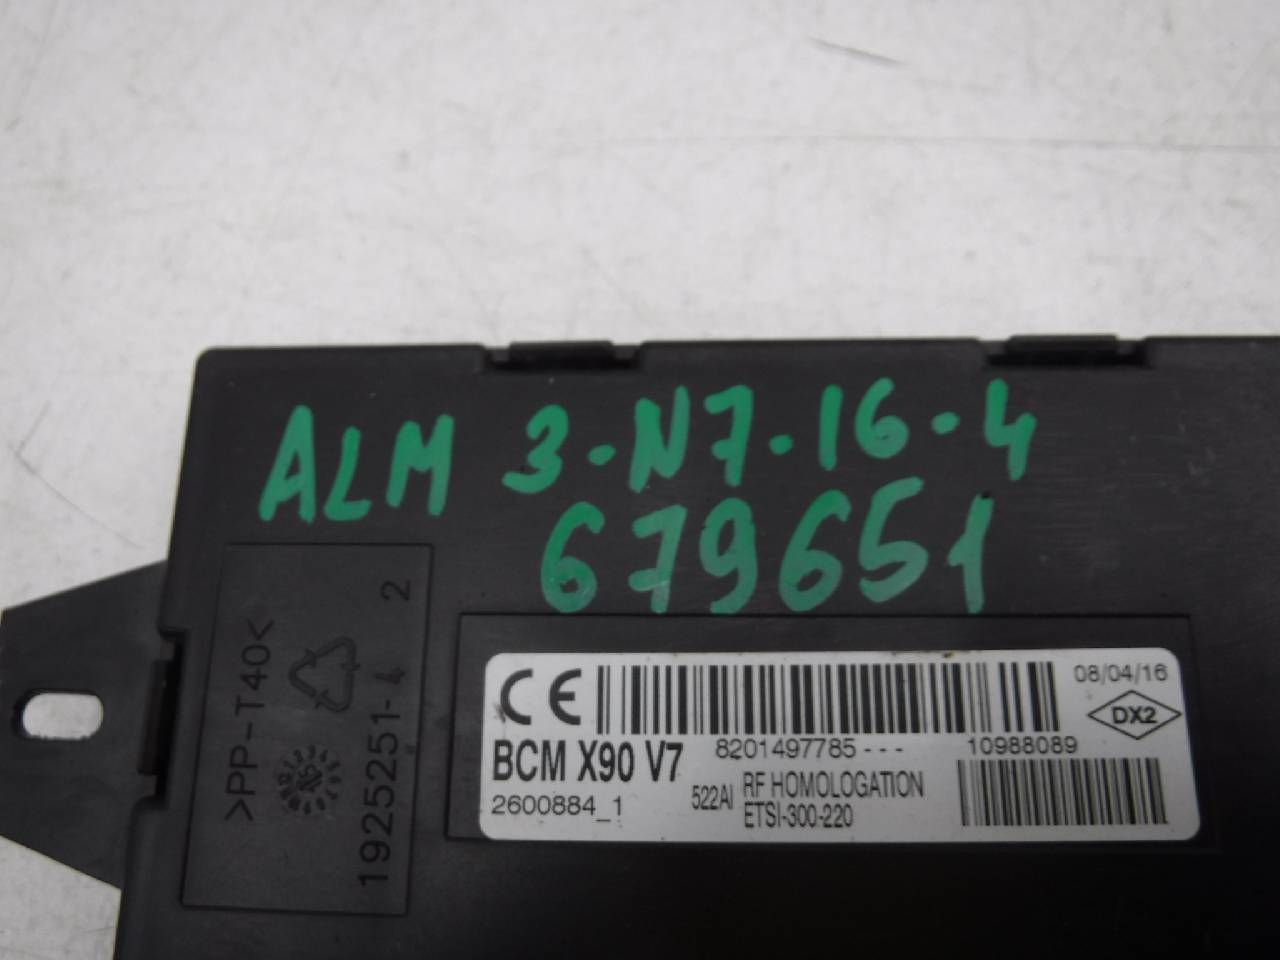 ALM 3-N7-16-4
679651
>PP-T40<
1925251-4 2
CE
08/04/16
DX2
BCM X90 V7
8201497785---
10988089
2600884_1
522AI
RF HOMOLOGATION
ETSI-300-220